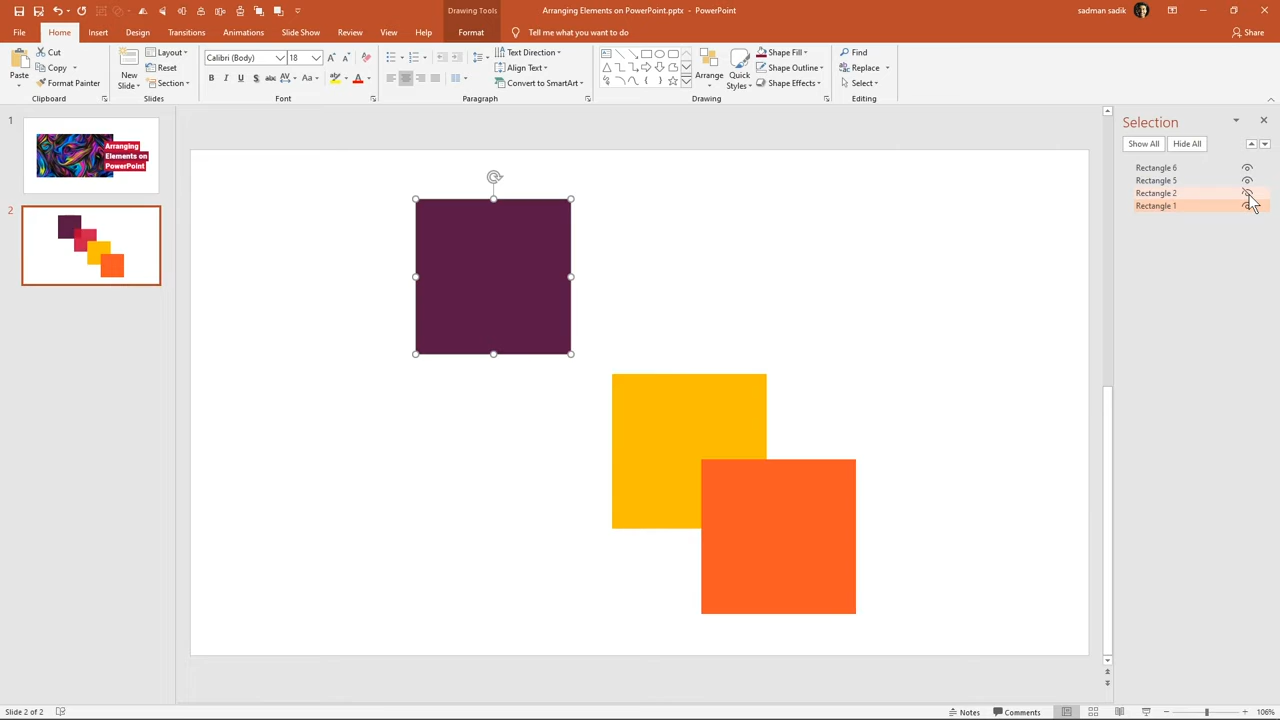 Drawing Tools
Arranging Elements on PowerPoint.pptx - PowerPoint
sadman sadik
File Home Insert Design Transitions Animations Slide Show Review View Help Format Tell me what you want to do
Share
Paste
Cut
Copy
Format Painter
Clipboard
New Slide
Layout
Reset
Section
Slides
Calibri (Body) 18
B I U S abc AV Aa A
Font
Text Direction
Align Text
Convert to SmartArt
Paragraph
Arrange
Quick Styles
Shape Fill
Shape Outline
Shape Effects
Drawing
Find
Replace
Select
Editing
1
Arranging
Elements on
PowerPoint
2
Selection
Show All Hide All
Rectangle 6
Rectangle 5
Rectangle 2
Rectangle 1
Slide 2 of 2
Notes
Comments
106%